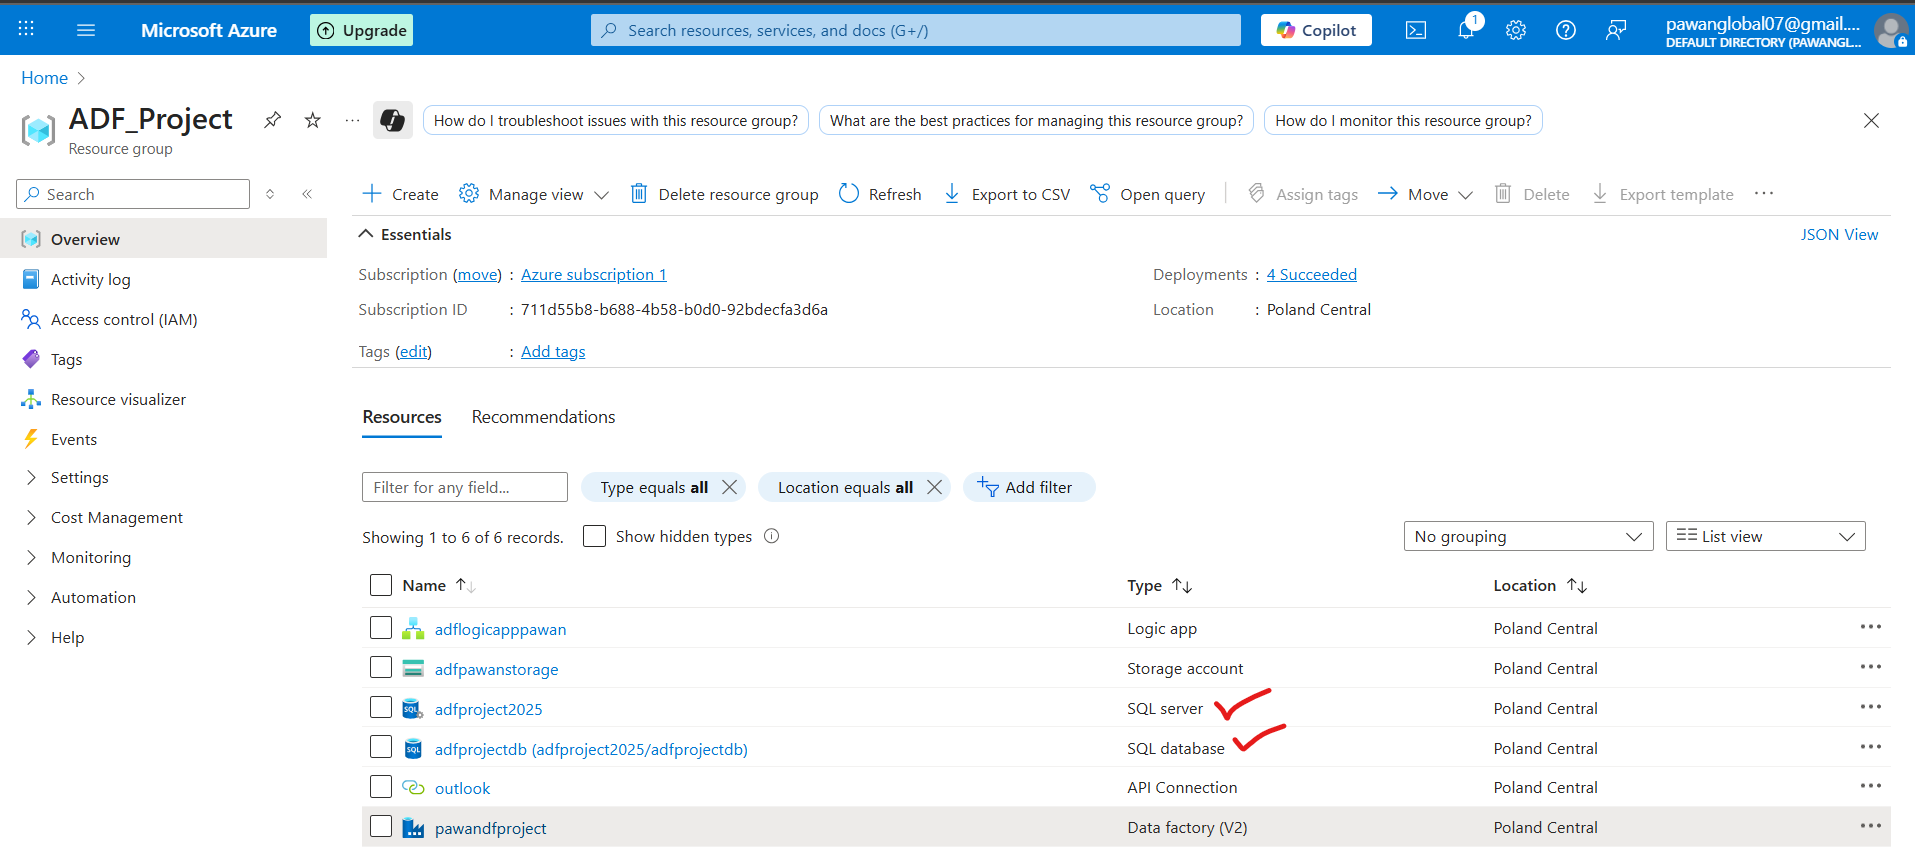 Microsoft Azure
Upgrade
Search resources, services, and docs (G+/)
Copilot
1
pawanglobal07@gmail....
DEFAULT DIRECTORY (PAWANGL...
Home
ADF_Project
Resource group
How do I troubleshoot issues with this resource group?
What are the best practices for managing this resource group?
How do I monitor this resource group?
Search
Overview
Activity log
Access control (IAM)
Tags
Resource visualizer
Events
Settings
Cost Management
Monitoring
Automation
Help
Create
Manage view
Delete resource group
Refresh
Export to CSV
Open query
Assign tags
Move
Delete
Export template
Essentials
JSON View
Subscription (move) : Azure subscription 1
Deployments : 4 Succeeded
Subscription ID : 711d55b8-b688-4b58-b0d0-92bdecfa3d6a
Location : Poland Central
Tags (edit) : Add tags
Resources Recommendations
Filter for any field...
Type equals all
Location equals all
Add filter
Showing 1 to 6 of 6 records.
Show hidden types
No grouping
List view
Name Type Location
adflogicapppawan Logic app Poland Central
adfpawanstorage Storage account Poland Central
adfproject2025 SQL server Poland Central
adfprojectdb (adfproject2025/adfprojectdb) SQL database Poland Central
outlook API Connection Poland Central
pawandfproject Data factory (V2) Poland Central